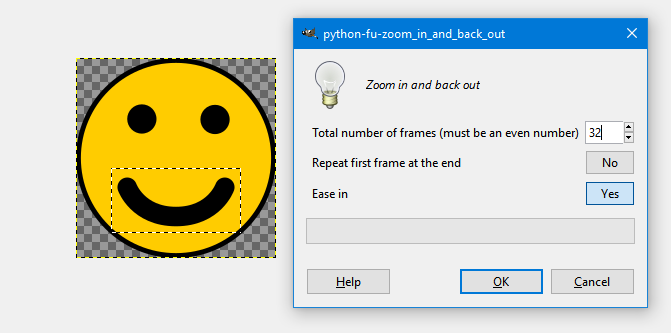 python-fu-zoom_in_and_back_out
Zoom in and back out
Total number of frames (must be an even number) 32
Repeat first frame at the end No
Ease in Yes
Help OK Cancel